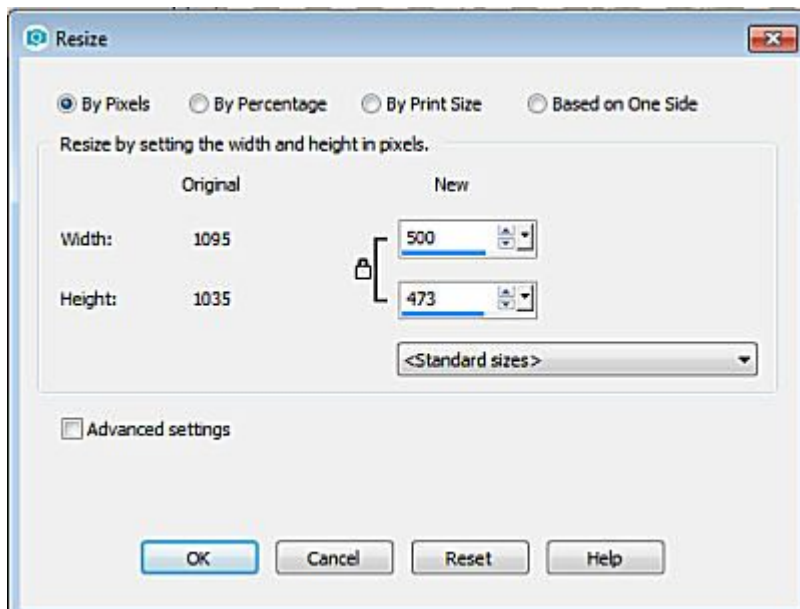 Resize
By Pixels By Percentage By Print Size Based on One Side
Resize by setting the width and height in pixels.
Original New
Width: 1095 500
Height: 1035 473
<Standard sizes>
Advanced settings
OK Cancel Reset Help